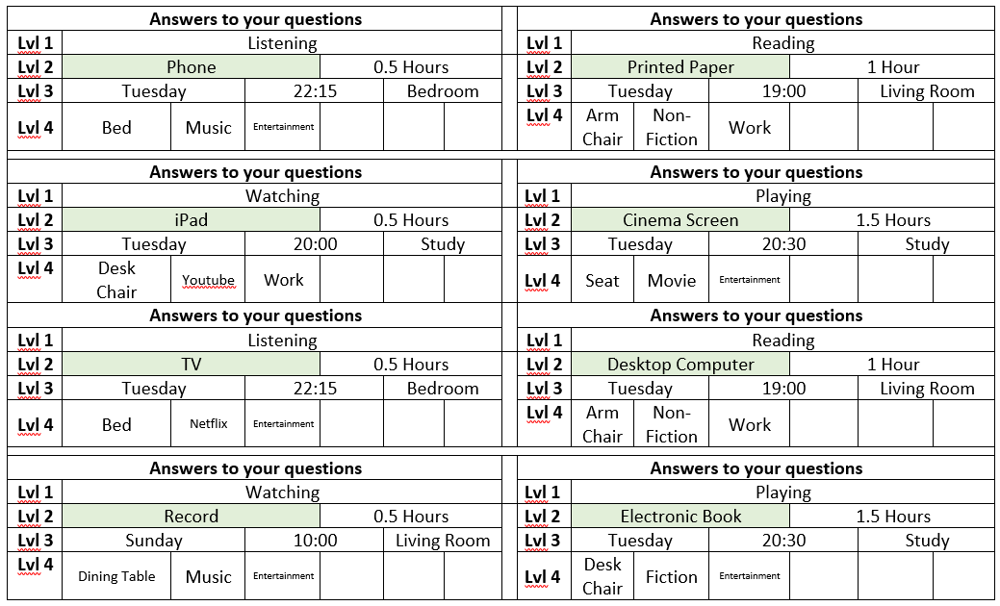 Answers to your questions
Lvl 1 Listening
Lvl 2 Phone 0.5 Hours
Lvl 3 Tuesday 22:15 Bedroom
Lvl 4 Bed Music Entertainment
Answers to your questions
Lvl 1 Reading
Lvl 2 Printed Paper 1 Hour
Lvl 3 Tuesday 19:00 Living Room
Lvl 4 Arm Chair Non-Fiction Work
Answers to your questions
Lvl 1 Watching
Lvl 2 iPad 0.5 Hours
Lvl 3 Tuesday 20:00 Study
Lvl 4 Desk Chair Youtube Work
Answers to your questions
Lvl 1 Playing
Lvl 2 Cinema Screen 1.5 Hours
Lvl 3 Tuesday 20:30 Study
Lvl 4 Seat Movie Entertainment
Answers to your questions
Lvl 1 Listening
Lvl 2 TV 0.5 Hours
Lvl 3 Tuesday 22:15 Bedroom
Lvl 4 Bed Netflix Entertainment
Answers to your questions
Lvl 1 Reading
Lvl 2 Desktop Computer 1 Hour
Lvl 3 Tuesday 19:00 Living Room
Lvl 4 Arm Chair Non-Fiction Work
Answers to your questions
Lvl 1 Watching
Lvl 2 Record 0.5 Hours
Lvl 3 Sunday 10:00 Living Room
Lvl 4 Dining Table Music Entertainment
Answers to your questions
Lvl 1 Playing
Lvl 2 Electronic Book 1.5 Hours
Lvl 3 Tuesday 20:30 Study
Lvl 4 Desk Chair Fiction Entertainment